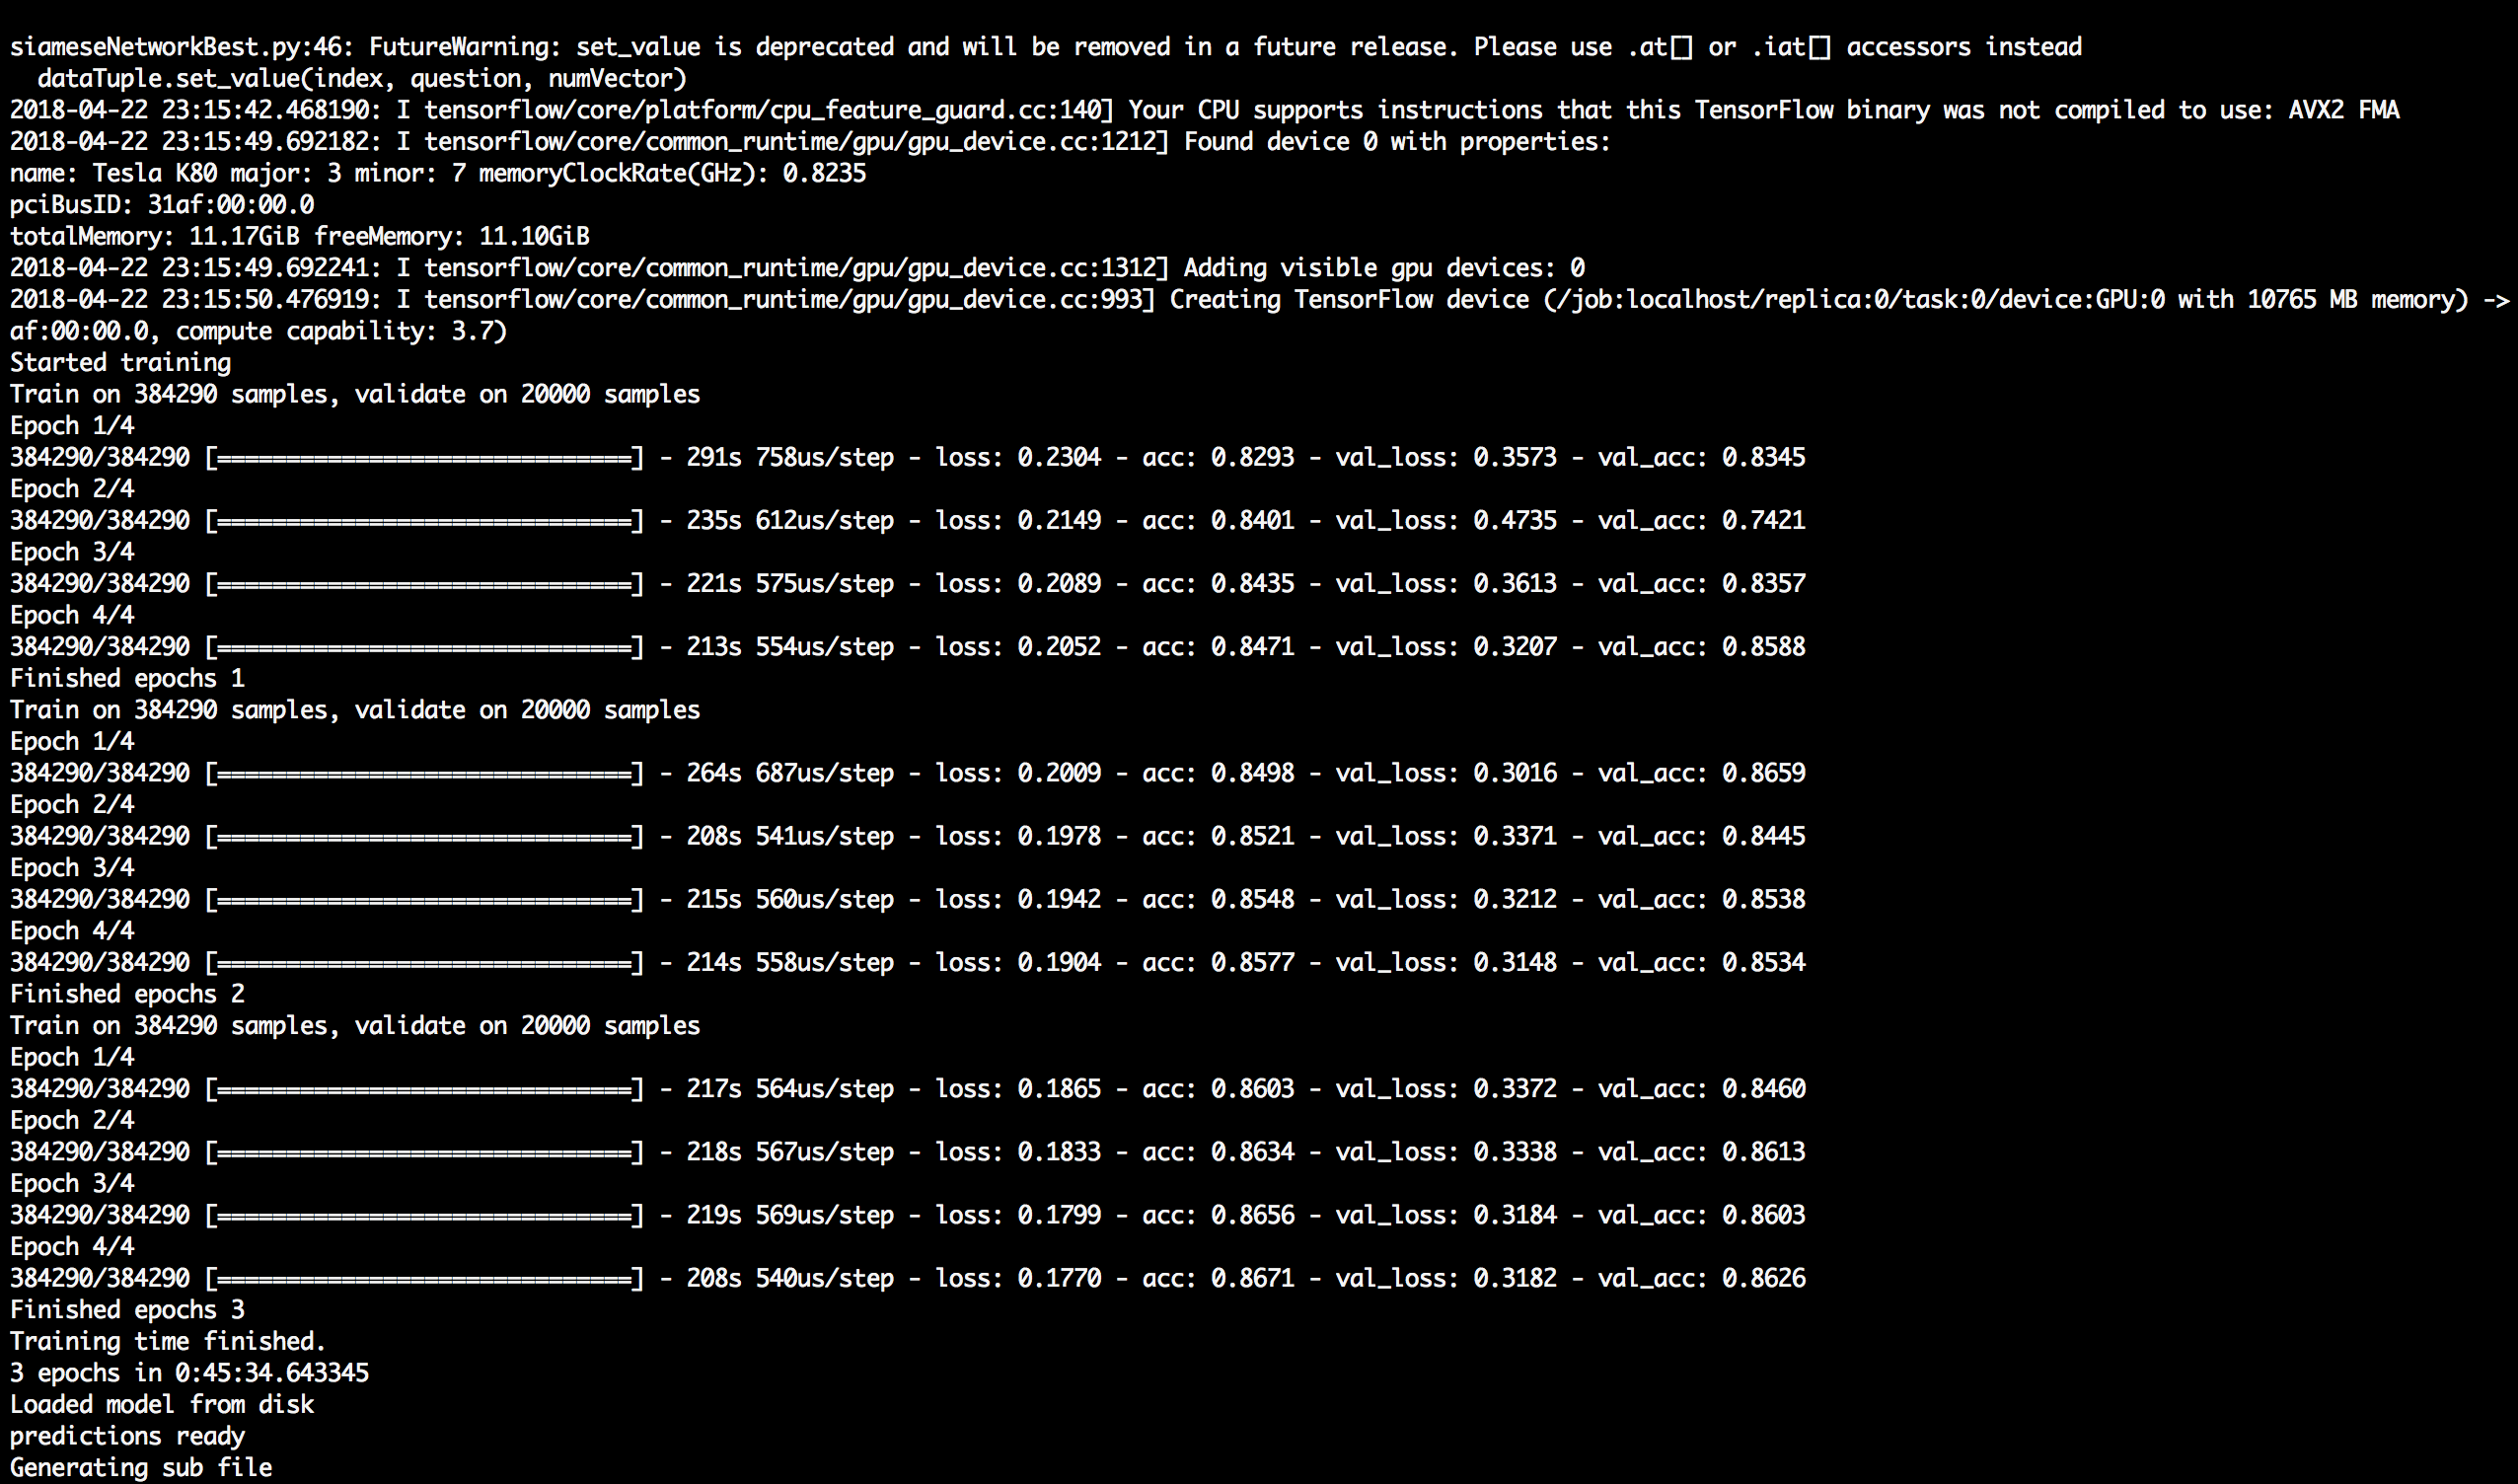 siameseNetworkBest.py:46: FutureWarning: set_value is deprecated and will be removed in a future release. Please use .at[] or .iat[] accessors instead
  dataTuple.set_value(index, question, numVector)
2018-04-22 23:15:42.468190: I tensorflow/core/platform/cpu_feature_guard.cc:140] Your CPU supports instructions that this TensorFlow binary was not compiled to use: AVX2 FMA
2018-04-22 23:15:49.692182: I tensorflow/core/common_runtime/gpu/gpu_device.cc:1212] Found device 0 with properties:
name: Tesla K80 major: 3 minor: 7 memoryClockRate(GHz): 0.8235
pciBusID: 31af:00:00.0
totalMemory: 11.17GiB freeMemory: 11.10GiB
2018-04-22 23:15:49.692241: I tensorflow/core/common_runtime/gpu/gpu_device.cc:1312] Adding visible gpu devices: 0
2018-04-22 23:15:50.476919: I tensorflow/core/common_runtime/gpu/gpu_device.cc:993] Creating TensorFlow device (/job:localhost/replica:0/task:0/device:GPU:0 with 10765 MB memory) ->
af:00:00.0, compute capability: 3.7)
Started training
Train on 384290 samples, validate on 20000 samples
Epoch 1/4
384290/384290 [==============================] - 291s 758us/step - loss: 0.2304 - acc: 0.8293 - val_loss: 0.3573 - val_acc: 0.8345
Epoch 2/4
384290/384290 [==============================] - 235s 612us/step - loss: 0.2149 - acc: 0.8401 - val_loss: 0.4735 - val_acc: 0.7421
Epoch 3/4
384290/384290 [==============================] - 221s 575us/step - loss: 0.2089 - acc: 0.8435 - val_loss: 0.3613 - val_acc: 0.8357
Epoch 4/4
384290/384290 [==============================] - 213s 554us/step - loss: 0.2052 - acc: 0.8471 - val_loss: 0.3207 - val_acc: 0.8588
Finished epochs 1
Train on 384290 samples, validate on 20000 samples
Epoch 1/4
384290/384290 [==============================] - 264s 687us/step - loss: 0.2009 - acc: 0.8498 - val_loss: 0.3016 - val_acc: 0.8659
Epoch 2/4
384290/384290 [==============================] - 208s 541us/step - loss: 0.1978 - acc: 0.8521 - val_loss: 0.3371 - val_acc: 0.8445
Epoch 3/4
384290/384290 [==============================] - 215s 560us/step - loss: 0.1942 - acc: 0.8548 - val_loss: 0.3212 - val_acc: 0.8538
Epoch 4/4
384290/384290 [==============================] - 214s 558us/step - loss: 0.1904 - acc: 0.8577 - val_loss: 0.3148 - val_acc: 0.8534
Finished epochs 2
Train on 384290 samples, validate on 20000 samples
Epoch 1/4
384290/384290 [==============================] - 217s 564us/step - loss: 0.1865 - acc: 0.8603 - val_loss: 0.3372 - val_acc: 0.8460
Epoch 2/4
384290/384290 [==============================] - 218s 567us/step - loss: 0.1833 - acc: 0.8634 - val_loss: 0.3338 - val_acc: 0.8613
Epoch 3/4
384290/384290 [==============================] - 219s 569us/step - loss: 0.1799 - acc: 0.8656 - val_loss: 0.3184 - val_acc: 0.8603
Epoch 4/4
384290/384290 [==============================] - 208s 540us/step - loss: 0.1770 - acc: 0.8671 - val_loss: 0.3182 - val_acc: 0.8626
Finished epochs 3
Training time finished.
3 epochs in 0:45:34.643345
Loaded model from disk
predictions ready
Generating sub file